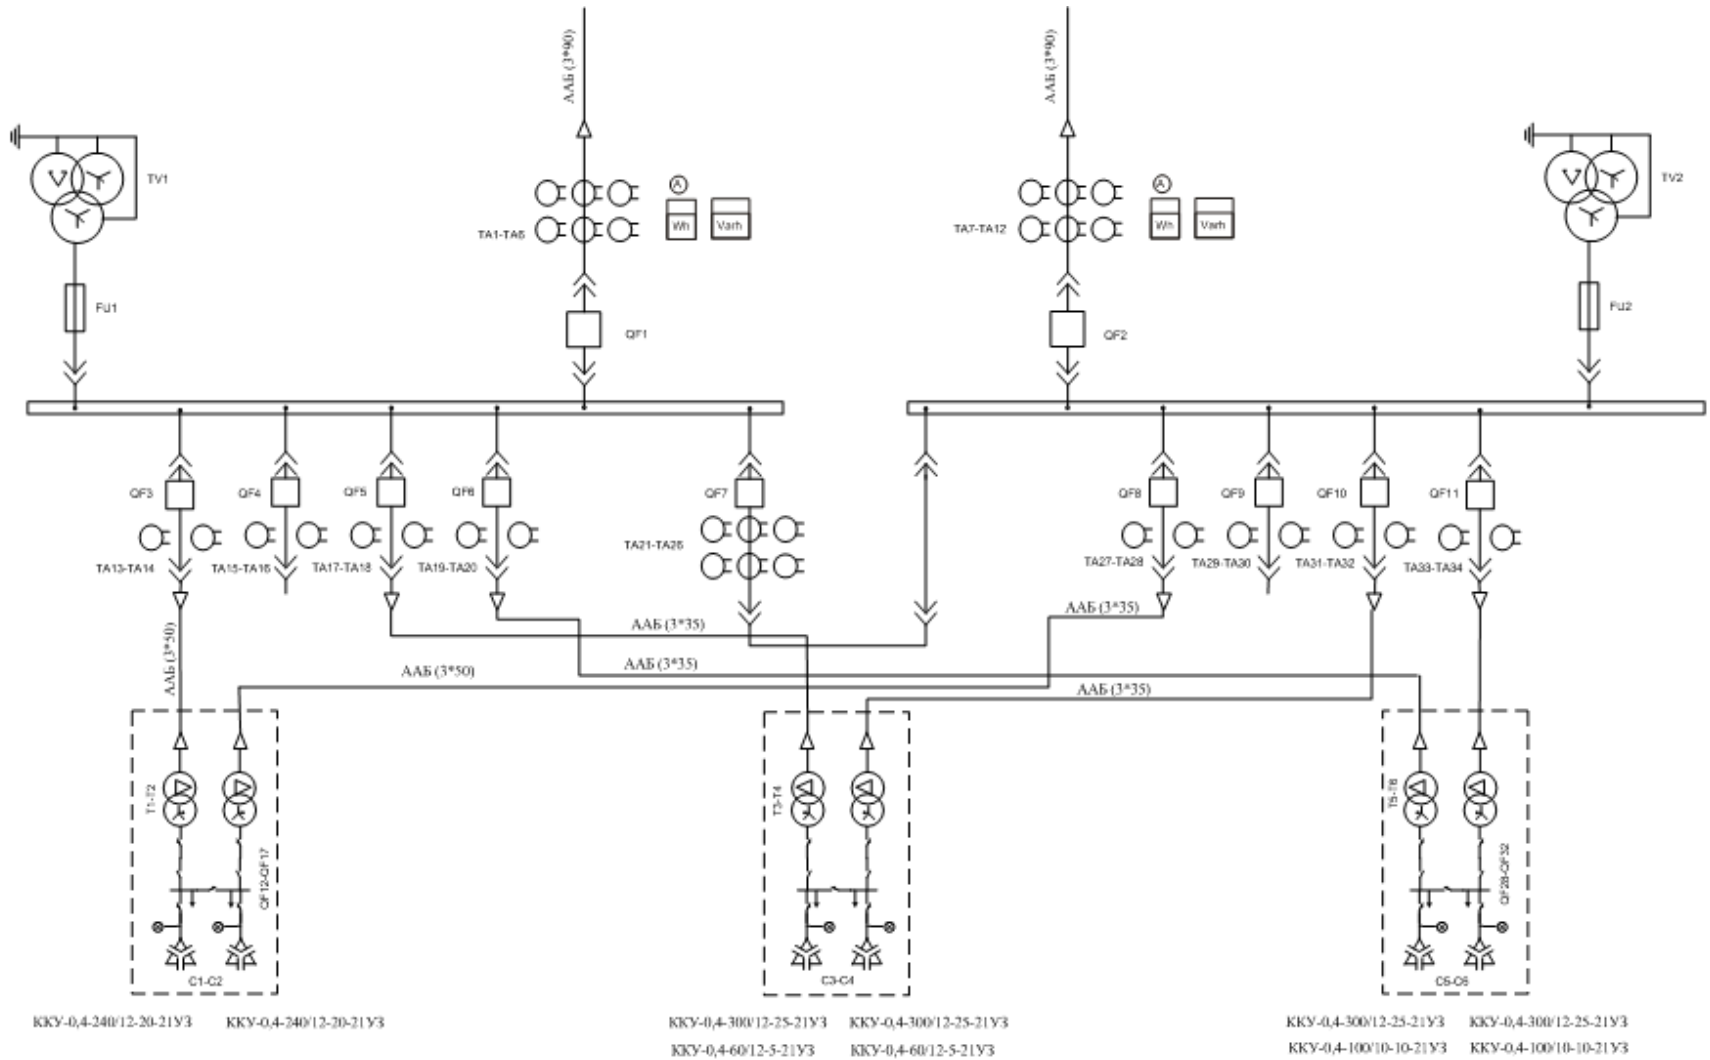 ААБ (3*90)
ААБ (3*90)
TV1
TV2
A
A
TA1-TA6
Wh
Varh
TA7-TA12
Wh
Varh
FU1
FU2
QF1
QF2
QF3
QF4
QF5
QF6
QF7
QF8
QF9
QF10
QF11
TA21-TA26
TA13-TA14
TA15-TA16
TA17-TA18
TA19-TA20
TA27-TA28
TA29-TA30
TA31-TA32
TA33-TA34
ААБ (3*50)
ААБ (3*35)
ААБ (3*35)
ААБ (3*50)
ААБ (3*35)
ААБ (3*35)
T1-T2
T3-T4
T5-T6
QF12-QF17
QF28-QF32
C1-C2
C3-C4
C5-C6
ККУ-0,4-240/12-20-21УЗ
ККУ-0,4-240/12-20-21УЗ
ККУ-0,4-300/12-25-21УЗ
ККУ-0,4-300/12-25-21УЗ
ККУ-0,4-300/12-25-21УЗ
ККУ-0,4-300/12-25-21УЗ
ККУ-0,4-60/12-5-21УЗ
ККУ-0,4-60/12-5-21УЗ
ККУ-0,4-100/10-10-21УЗ
ККУ-0,4-100/10-10-21УЗ